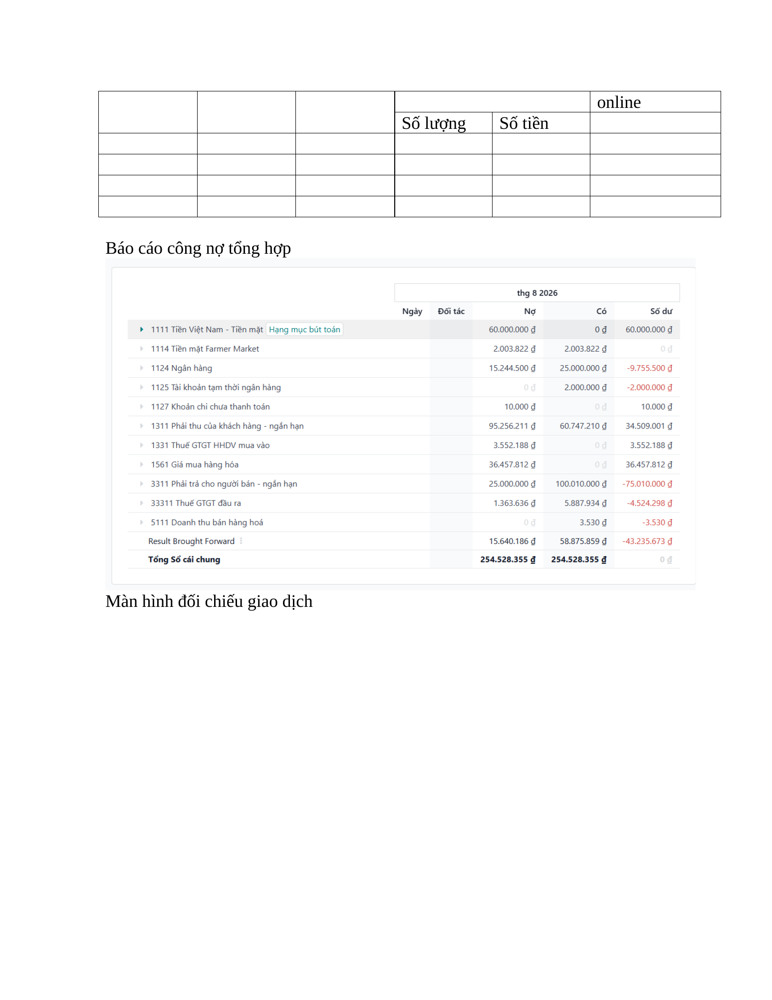 online
Số lượng Số tiền
Báo cáo công nợ tổng hợp
thg 8 2026
Ngày Đối tác Nợ Có Số dư
1111 Tiền Việt Nam - Tiền mặt Hạng mục bút toán 60.000.000 ₫ 0 ₫ 60.000.000 ₫
1114 Tiền mặt Farmer Market 2.003.822 ₫ 2.003.822 ₫ 0 ₫
1124 Ngân hàng 15.244.500 ₫ 25.000.000 ₫ -9.755.500 ₫
1125 Tài khoản tạm thời ngân hàng 0 ₫ 2.000.000 ₫ -2.000.000 ₫
1127 Khoản chi chưa thanh toán 10.000 ₫ 0 ₫ 10.000 ₫
1311 Phải thu của khách hàng - ngắn hạn 95.256.211 ₫ 60.747.210 ₫ 34.509.001 ₫
1331 Thuế GTGT HHDV mua vào 3.552.188 ₫ 0 ₫ 3.552.188 ₫
1561 Giá mua hàng hóa 36.457.812 ₫ 0 ₫ 36.457.812 ₫
3311 Phải trả cho người bán - ngắn hạn 25.000.000 ₫ 100.010.000 ₫ -75.010.000 ₫
33311 Thuế GTGT đầu ra 1.363.636 ₫ 5.887.934 ₫ -4.524.298 ₫
5111 Doanh thu bán hàng hoá 0 ₫ 3.530 ₫ -3.530 ₫
Result Brought Forward 15.640.186 ₫ 58.875.859 ₫ -43.235.673 ₫
Tổng Sổ cái chung 254.528.355 ₫ 254.528.355 ₫ 0 ₫
Màn hình đối chiếu giao dịch